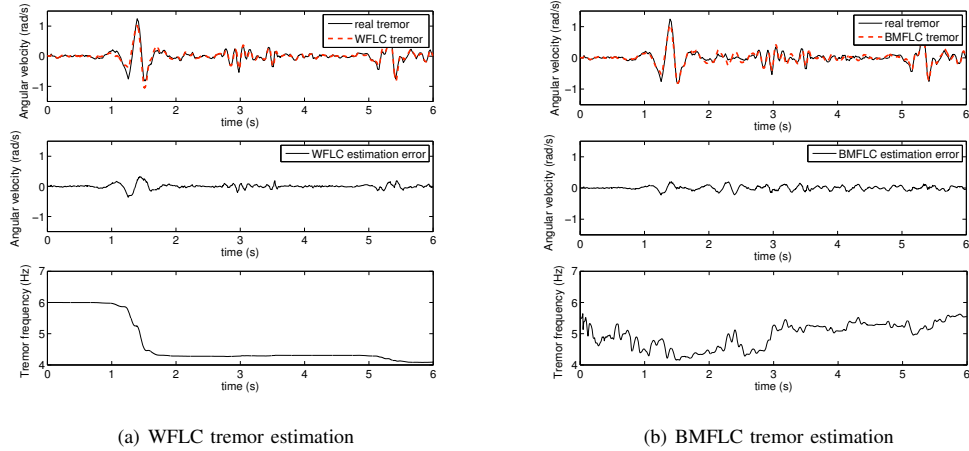 real tremor
WFLC tremor
1
0
−1
Angular velocity (rad/s)
0 1 2 3 4 5 6
time (s)
WFLC estimation error
1
0
−1
Angular velocity (rad/s)
0 1 2 3 4 5 6
time (s)
7
6
5
4
Tremor frequency (Hz)
0 1 2 3 4 5 6
time (s)
(a) WFLC tremor estimation
real tremor
BMFLC tremor
1
0
−1
Angular velocity (rad/s)
0 1 2 3 4 5 6
time (s)
BMFLC estimation error
1
0
−1
Angular velocity (rad/s)
0 1 2 3 4 5 6
time (s)
7
6
5
4
Tremor frequency (Hz)
0 1 2 3 4 5 6
time (s)
(b) BMFLC tremor estimation